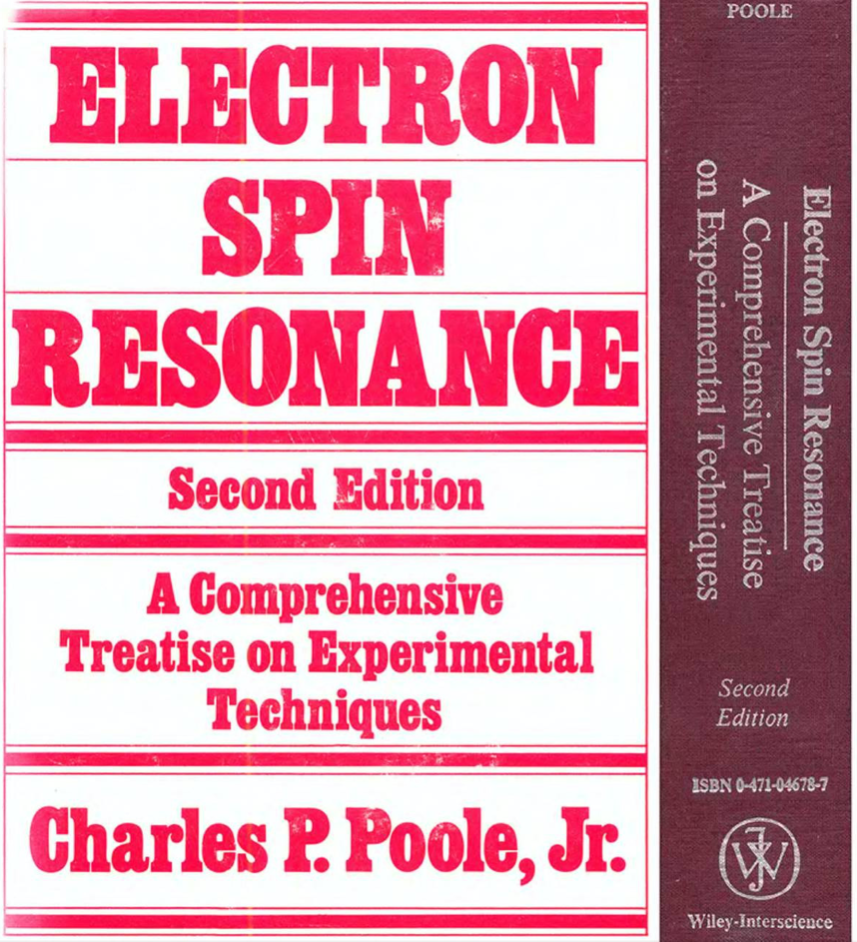 ELECTRON
SPIN
RESONANCE
Second Edition
A Comprehensive
Treatise on Experimental
Techniques
Charles P. Poole, Jr.
POOLE
Electron Spin Resonance
A Comprehensive Treatise
on Experimental Techniques
Second
Edition
ISBN 0-471-04678-7
JW
Wiley-Interscience